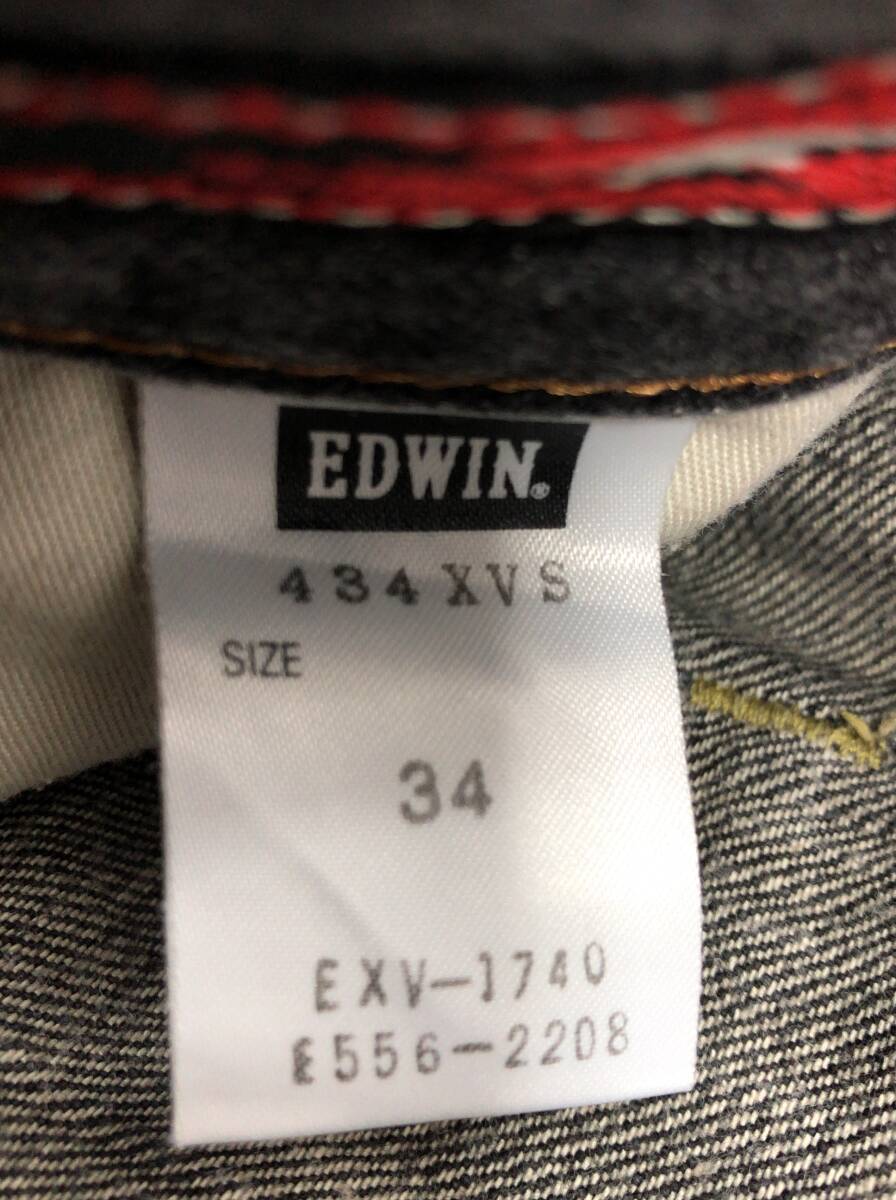 EDWIN®
434XVS
SIZE
34
EXV-1740
E556-2208